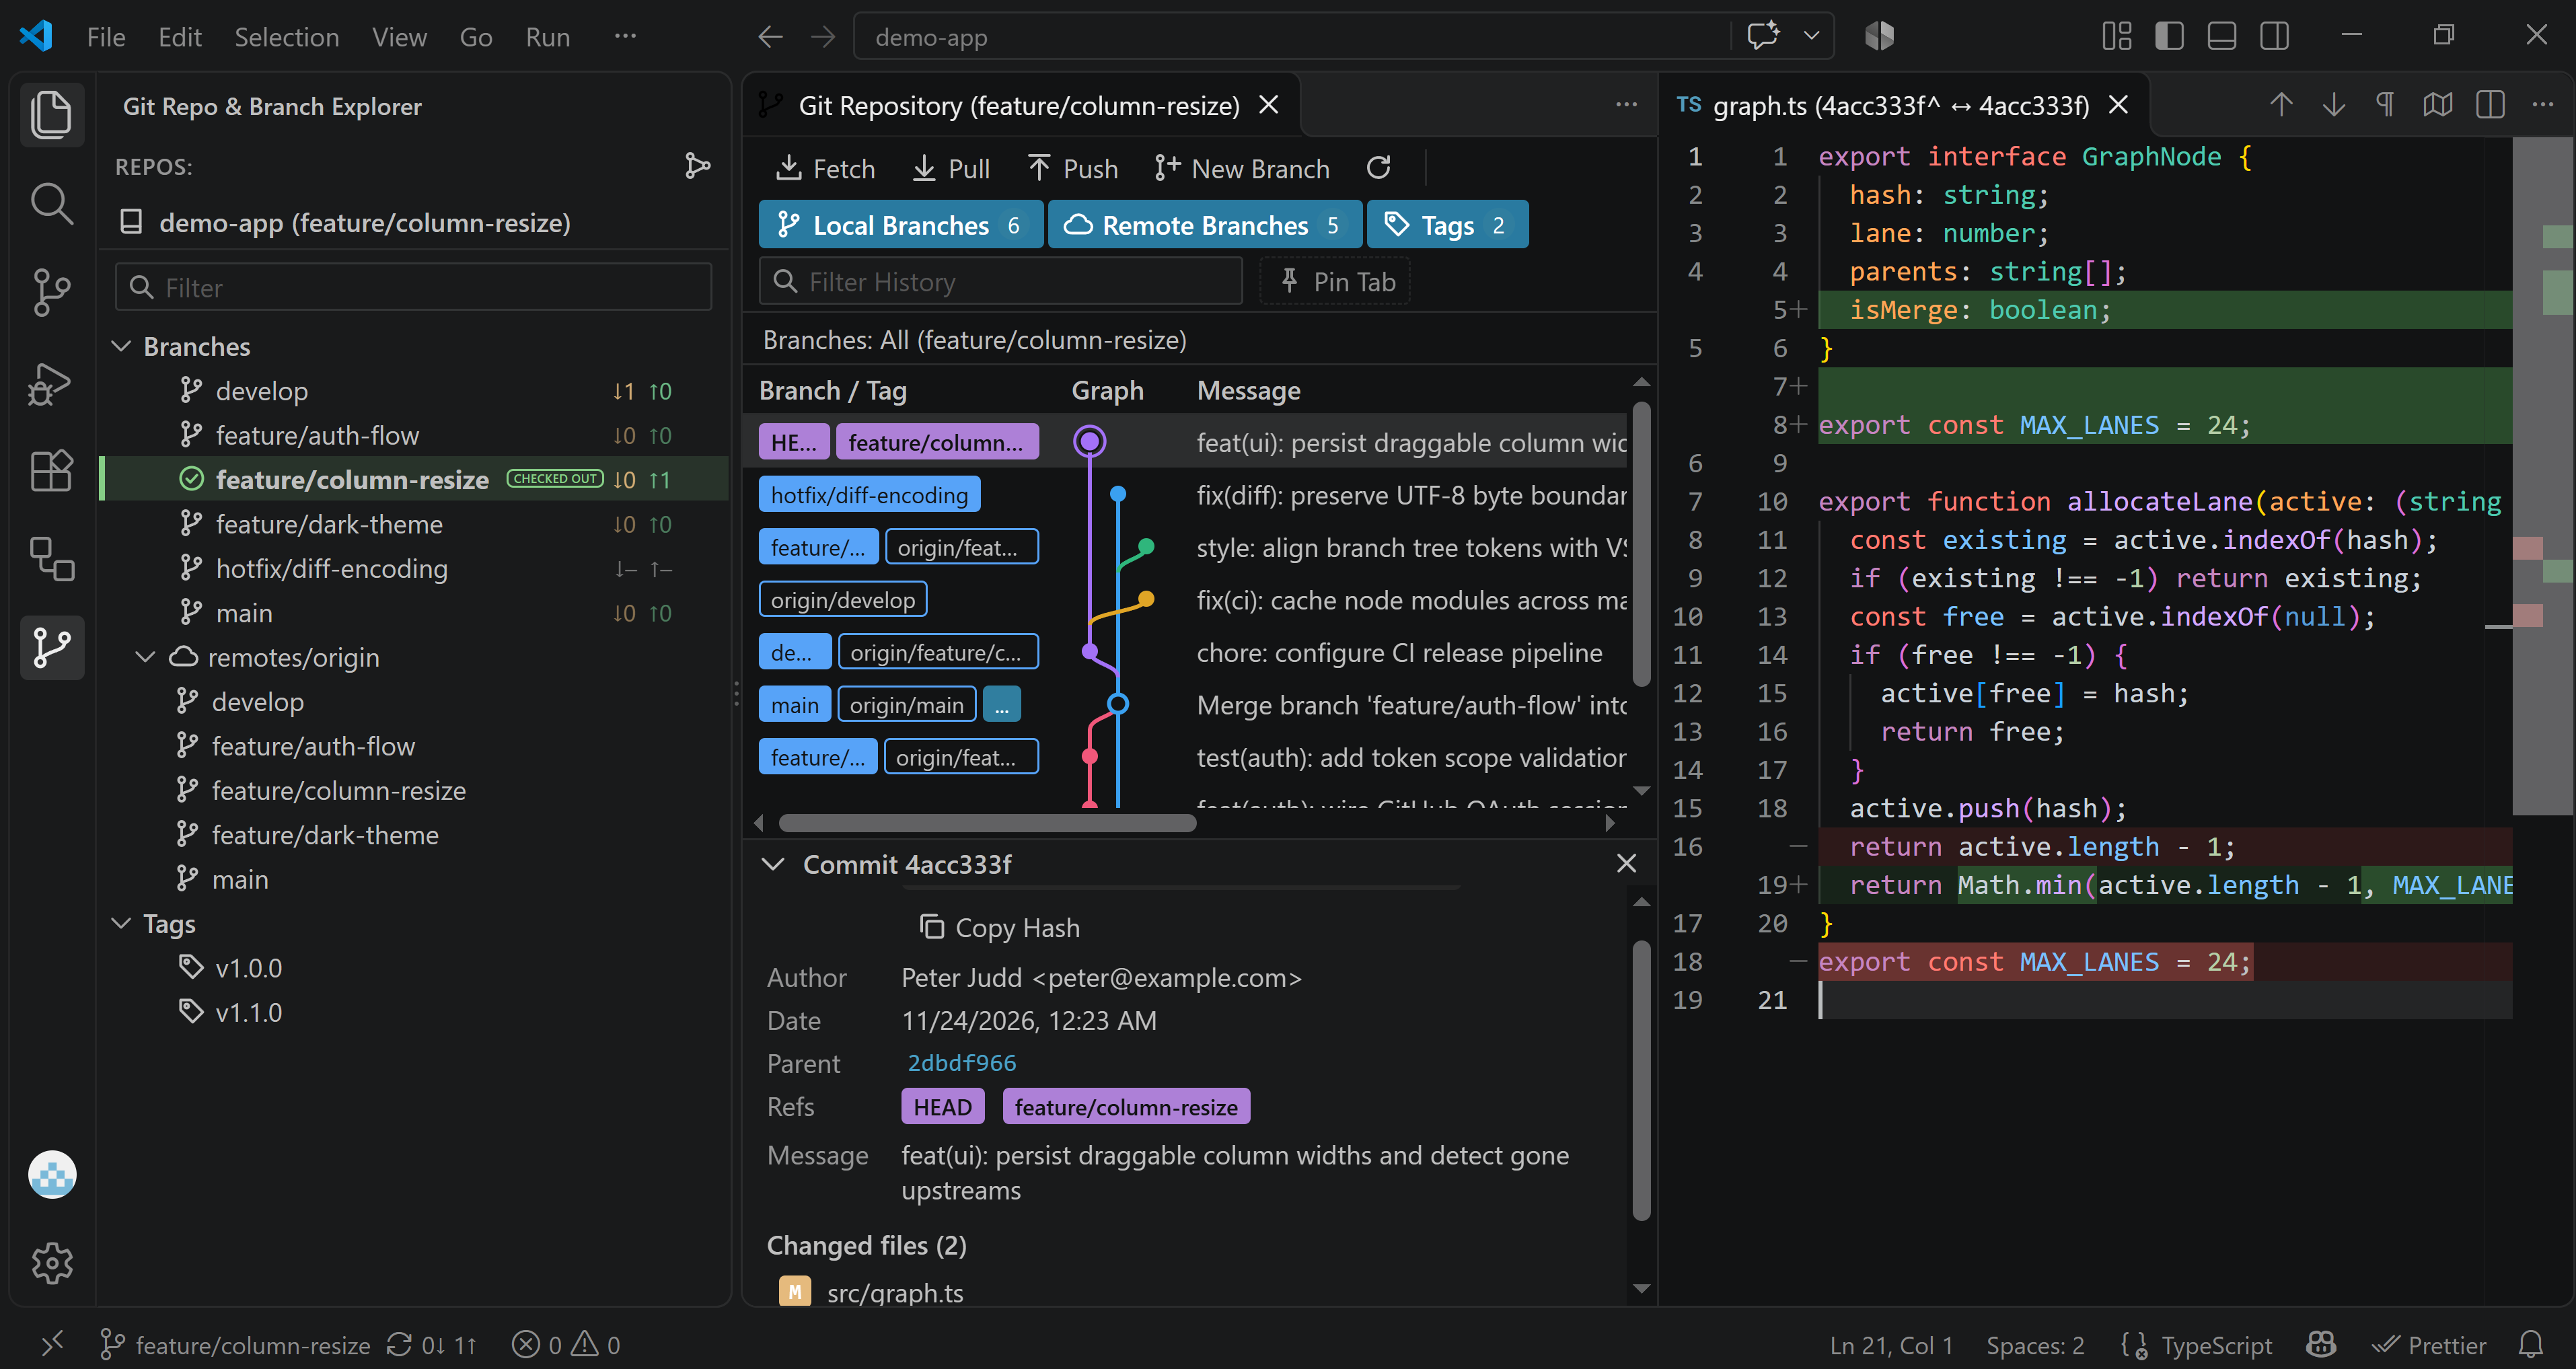 File Edit Selection View Go Run ...
demo-app
Git Repo & Branch Explorer
REPOS:
demo-app (feature/column-resize)
Filter
Branches
develop ↓1 ↑0
feature/auth-flow ↓0 ↑0
feature/column-resize CHECKED OUT ↓0 ↑1
feature/dark-theme ↓0 ↑0
hotfix/diff-encoding ↓– ↑–
main ↓0 ↑0
remotes/origin
develop
feature/auth-flow
feature/column-resize
feature/dark-theme
main
Tags
v1.0.0
v1.1.0
Git Repository (feature/column-resize)
Fetch Pull Push New Branch
Local Branches 6 Remote Branches 5 Tags 2
Filter History Pin Tab
Branches: All (feature/column-resize)
Branch / Tag Graph Message
HE... feature/column... feat(ui): persist draggable column wid
hotfix/diff-encoding fix(diff): preserve UTF-8 byte boundar
feature/... origin/feat... style: align branch tree tokens with VS
origin/develop fix(ci): cache node modules across ma
de... origin/feature/c... chore: configure CI release pipeline
main origin/main ... Merge branch 'feature/auth-flow' into
feature/... origin/feat... test(auth): add token scope validation
feat(auth): wire GitHub OAuth session
Commit 4acc333f
Copy Hash
Author Peter Judd <peter@example.com>
Date 11/24/2026, 12:23 AM
Parent 2dbdf966
Refs HEAD feature/column-resize
Message feat(ui): persist draggable column widths and detect gone
upstreams
Changed files (2)
M src/graph.ts
TS graph.ts (4acc333f^ ↔ 4acc333f)
1 1 export interface GraphNode {
2 2 hash: string;
3 3 lane: number;
4 4 parents: string[];
5+ isMerge: boolean;
5 6 }
7+
8+ export const MAX_LANES = 24;
6 9
7 10 export function allocateLane(active: (string
8 11 const existing = active.indexOf(hash);
9 12 if (existing !== -1) return existing;
10 13 const free = active.indexOf(null);
11 14 if (free !== -1) {
12 15 active[free] = hash;
13 16 return free;
14 17 }
15 18 active.push(hash);
16 − return active.length - 1;
19+ return Math.min(active.length - 1, MAX_LANE
17 20 }
18 − export const MAX_LANES = 24;
19 21
feature/column-resize 0↓ 1↑ 0 0
Ln 21, Col 1 Spaces: 2 TypeScript Prettier